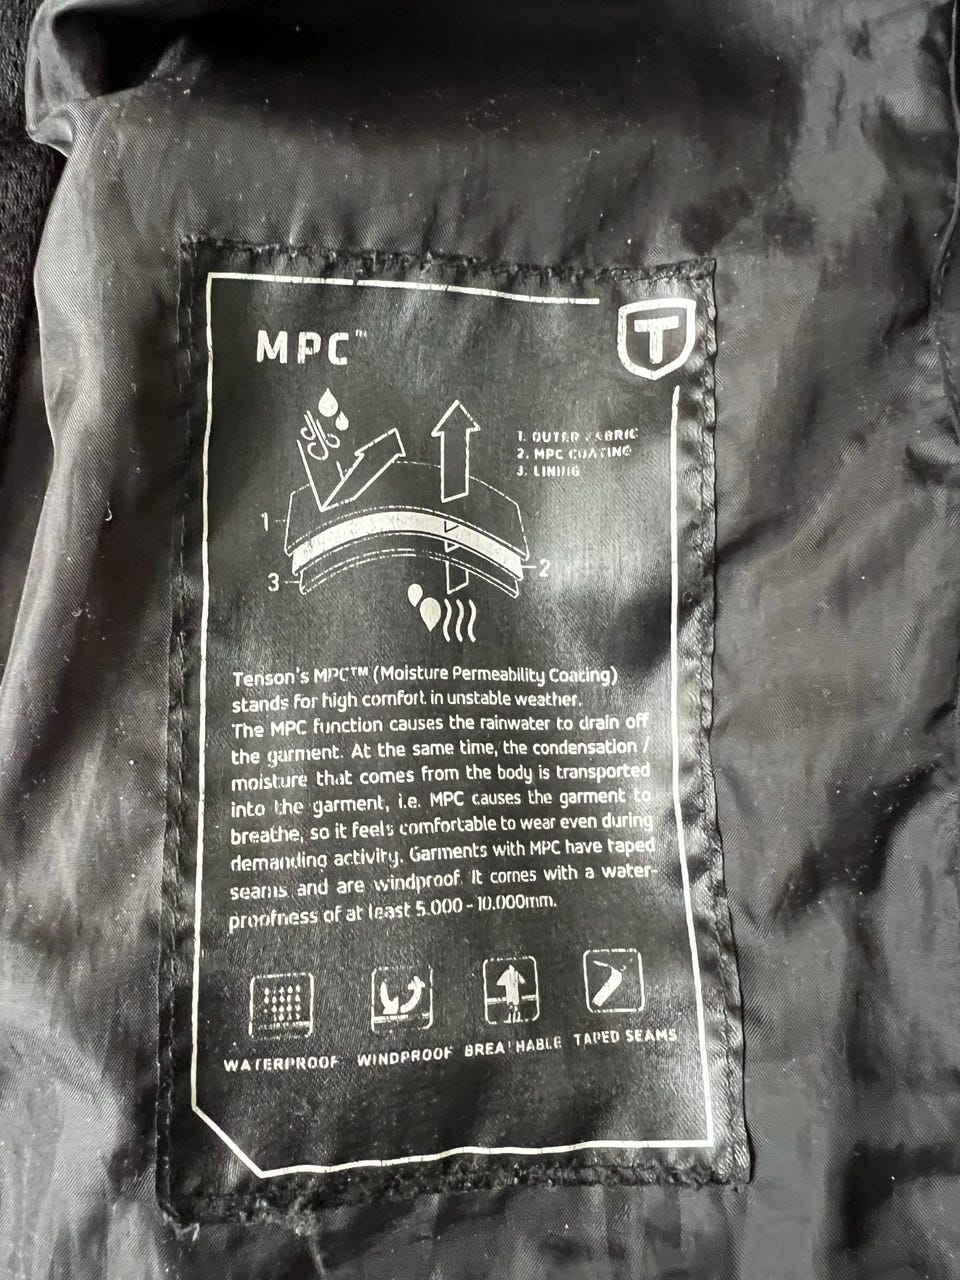 MPC™
T
1. OUTER FABRIC
2. MPC COATING
3. LINING
1
2
3
Tenson's MPC™ (Moisture Permeability Coating)
stands for high comfort in unstable weather.
The MPC function causes the rainwater to drain off
the garment. At the same time, the condensation /
moisture that comes from the body is transported
into the garment, i.e. MPC causes the garment to
breathe, so it feels comfortable to wear even during
demanding activity. Garments with MPC have taped
seams and are windproof. It comes with a water-
proofness of at least 5.000 - 10.000mm.
WATERPROOF WINDPROOF BREATHABLE TAPED SEAMS